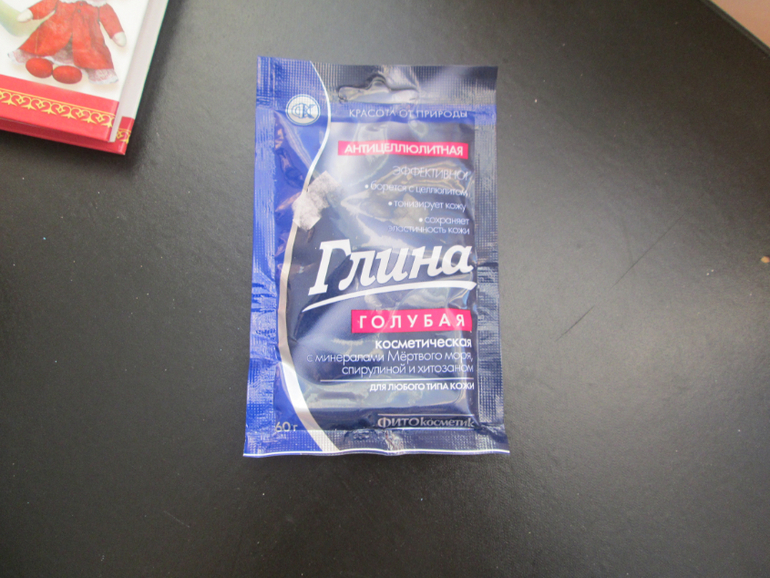 ФК
КРАСОТА ОТ ПРИРОДЫ
АНТИЦЕЛЛЮЛИТНАЯ
ЭФФЕКТИВНО:
• борется с целлюлитом,
• тонизирует кожу
• сохраняет
эластичность кожи
Глина
ГОЛУБАЯ
косметическая
с минералами Мёртвого моря,
спирулиной и хитозаном
ДЛЯ ЛЮБОГО ТИПА КОЖИ
ФИТОкосметик
60 г